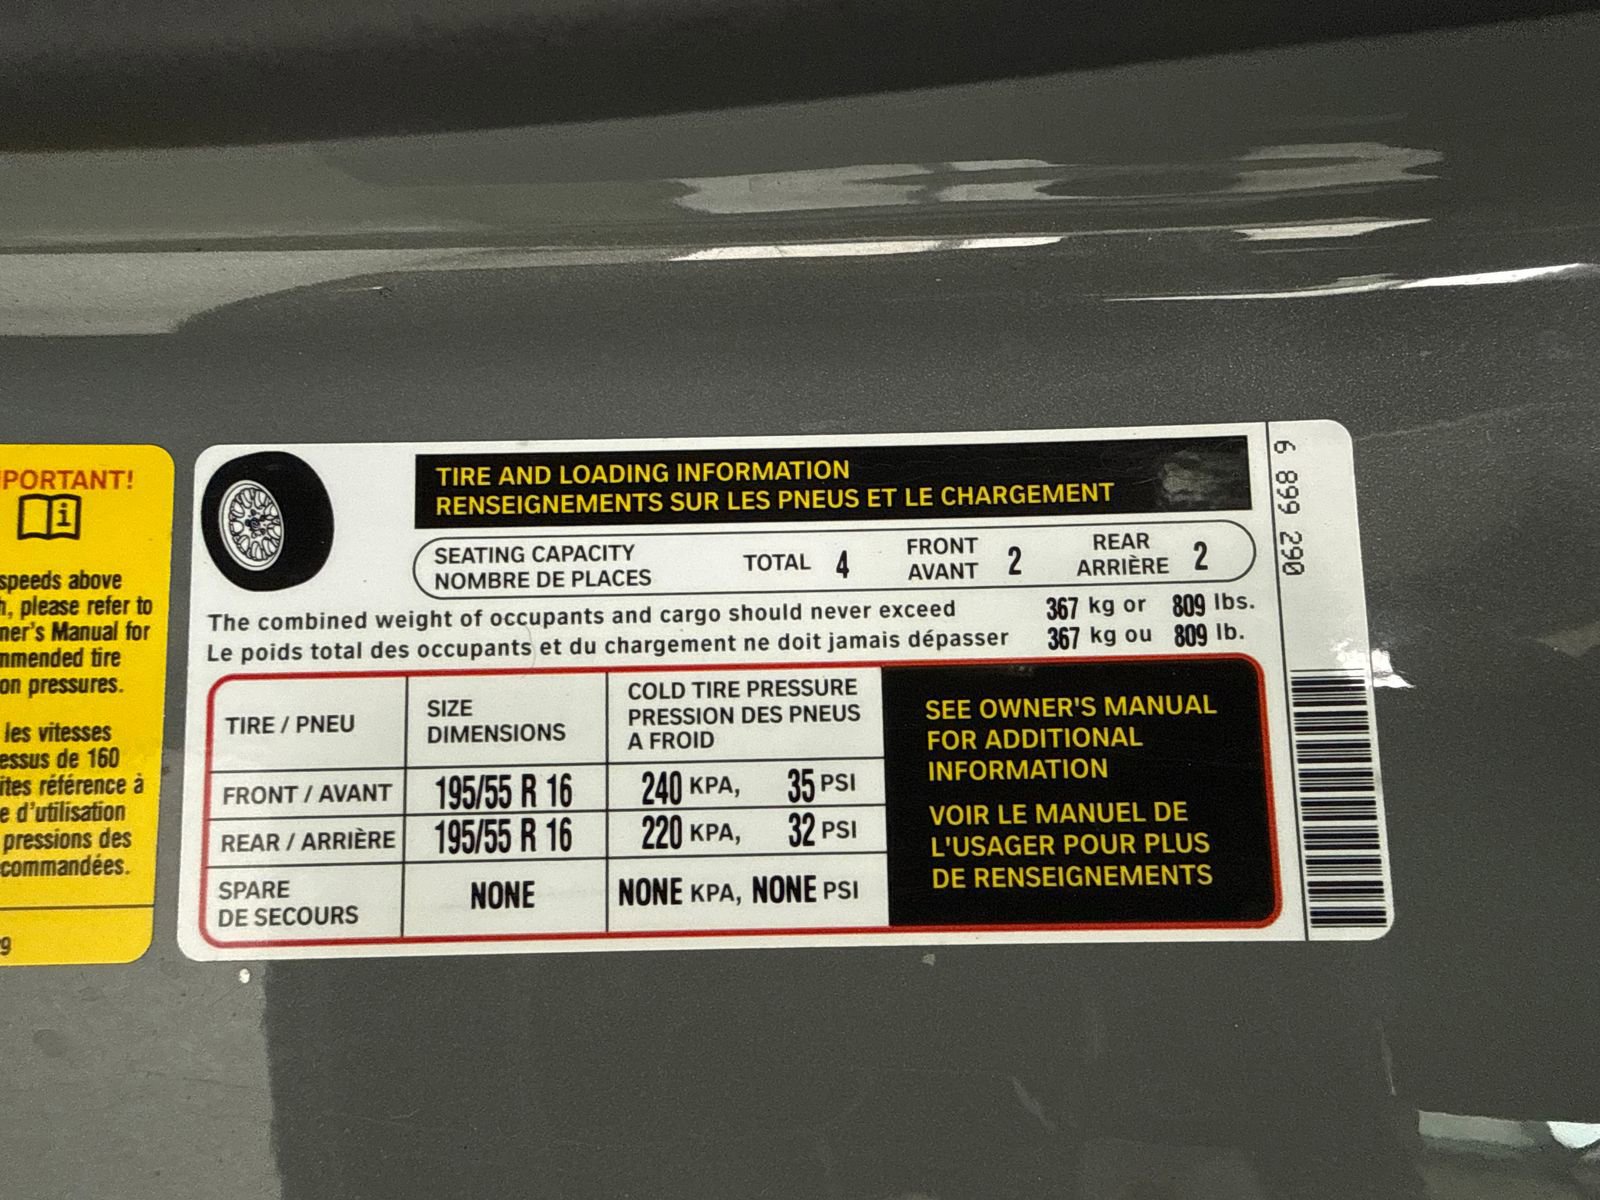 PORTANT!
i
speeds above
, please refer to
ner's Manual for
mmended tire
on pressures.
les vitesses
essus de 160
ites référence à
e d'utilisation
pressions des
commandées.
9
TIRE AND LOADING INFORMATION
RENSEIGNEMENTS SUR LES PNEUS ET LE CHARGEMENT
SEATING CAPACITY
NOMBRE DE PLACES
TOTAL 4
FRONT
AVANT 2
REAR
ARRIÈRE 2
The combined weight of occupants and cargo should never exceed 367 kg or 809 lbs.
Le poids total des occupants et du chargement ne doit jamais dépasser 367 kg ou 809 lb.
TIRE / PNEU
SIZE
DIMENSIONS
COLD TIRE PRESSURE
PRESSION DES PNEUS
A FROID
FRONT / AVANT 195/55 R 16 240 KPA, 35 PSI
REAR / ARRIÈRE 195/55 R 16 220 KPA, 32 PSI
SPARE
DE SECOURS NONE NONE KPA, NONE PSI
SEE OWNER'S MANUAL
FOR ADDITIONAL
INFORMATION
VOIR LE MANUEL DE
L'USAGER POUR PLUS
DE RENSEIGNEMENTS
6 899 290